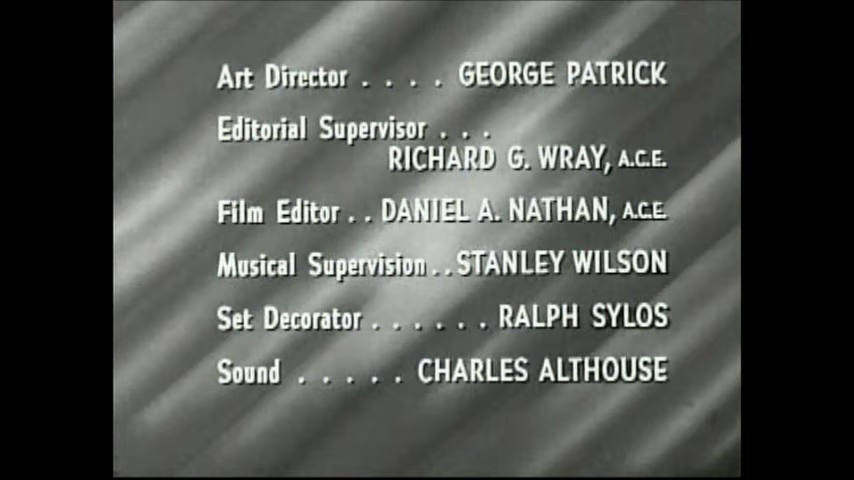 Art Director . . . . GEORGE PATRICK
Editorial Supervisor . . .
RICHARD G. WRAY, A.C.E.
Film Editor . . DANIEL A. NATHAN, A.C.E.
Musical Supervision . . STANLEY WILSON
Set Decorator . . . . . . RALPH SYLOS
Sound . . . . . CHARLES ALTHOUSE